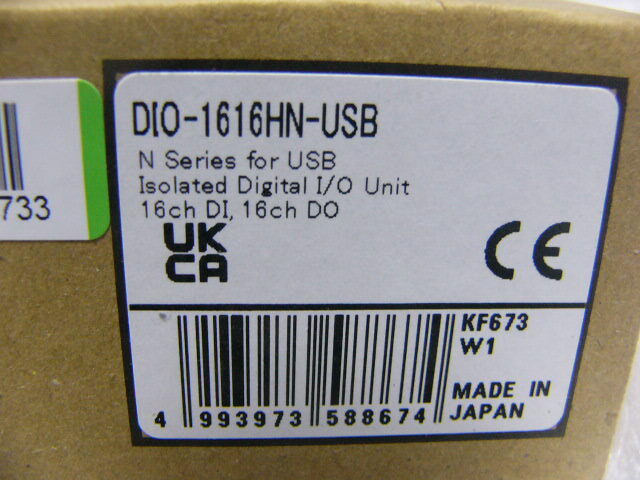 DIO-1616HN-USB
N Series for USB
Isolated Digital I/O Unit
16ch DI, 16ch DO
UK
CA
CE
733
KF673
W1
MADE IN
JAPAN
4 993973 588674